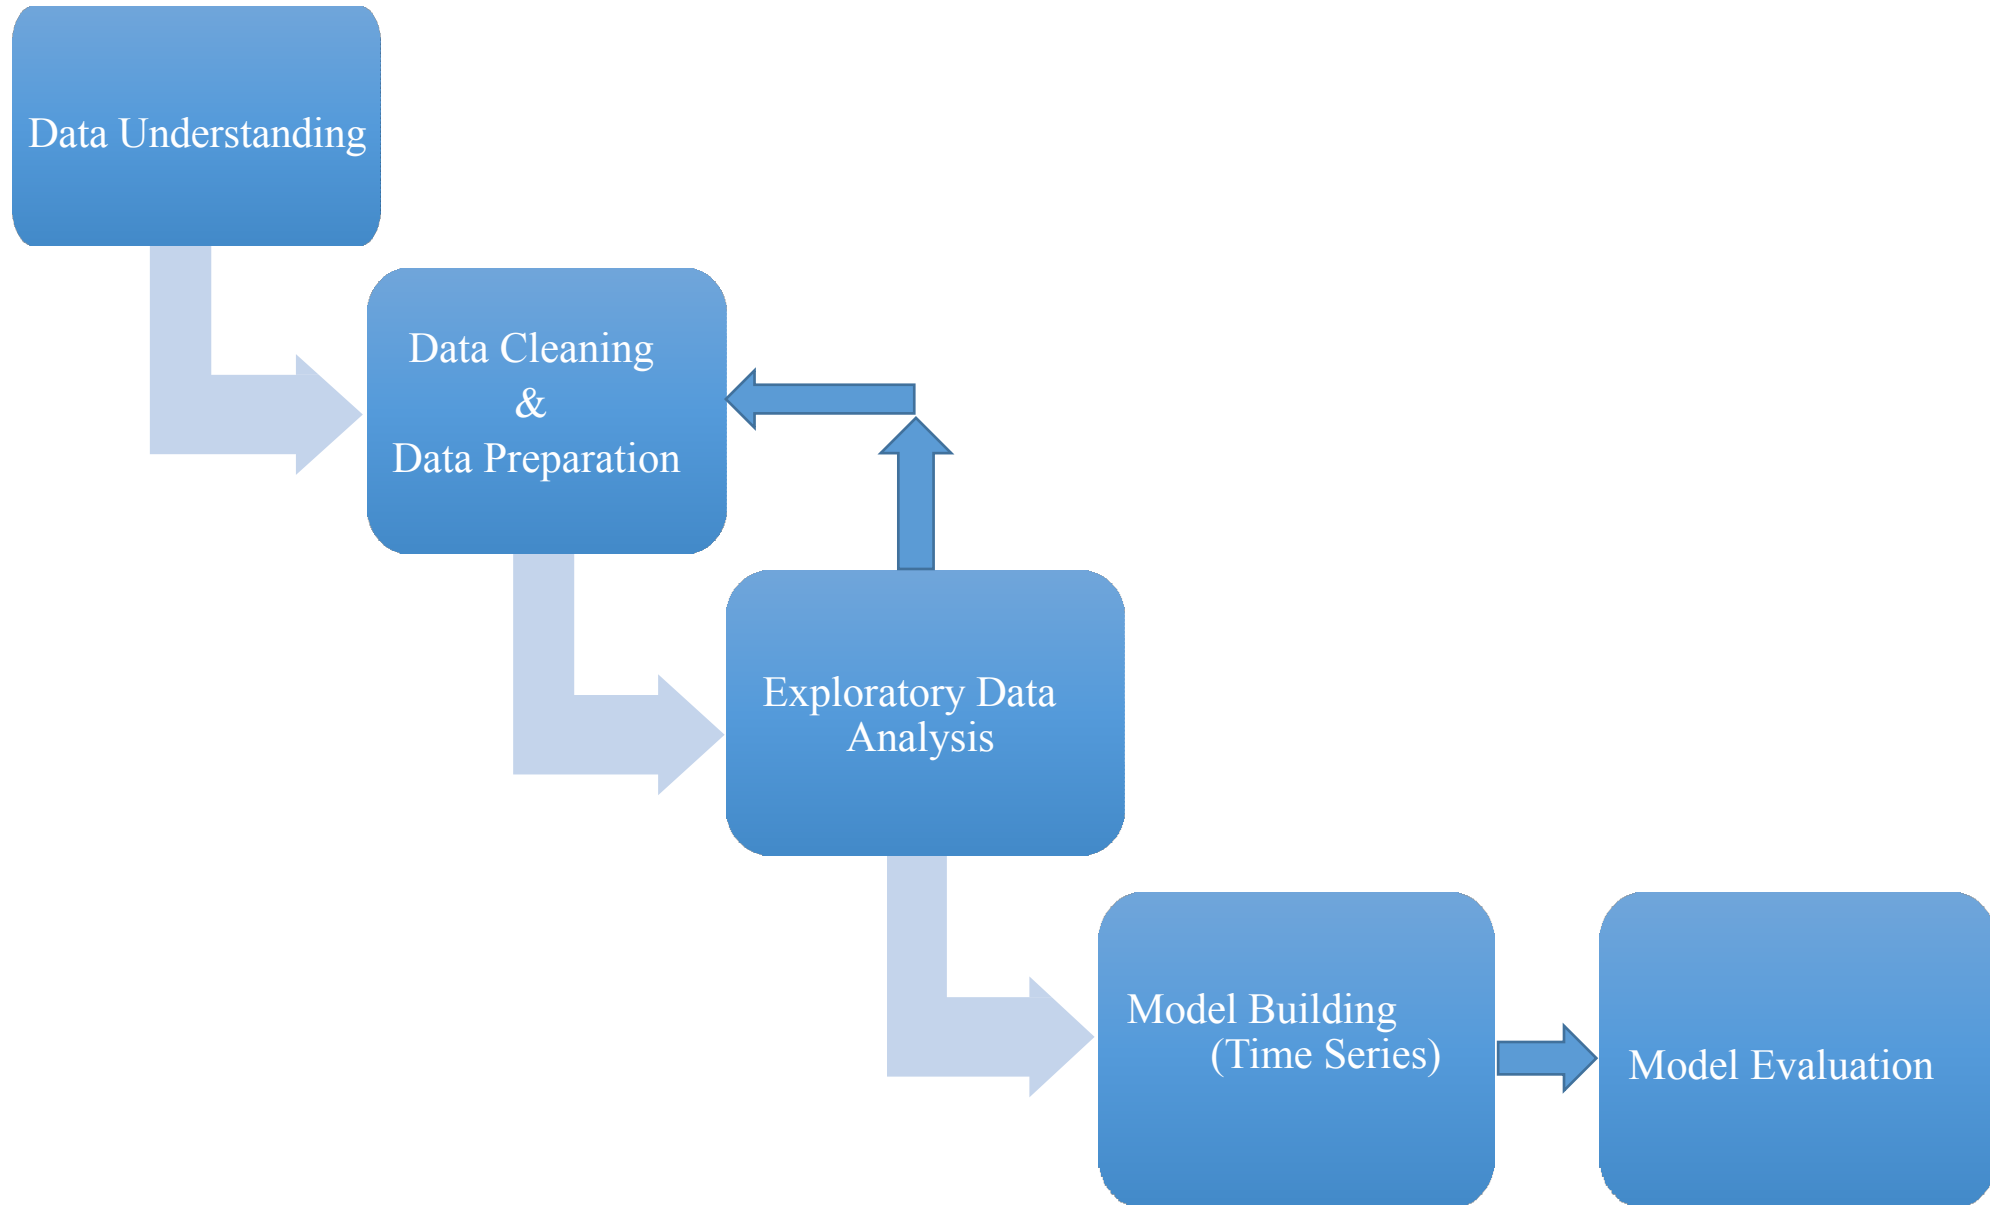 Data Understanding
Data Cleaning
&
Data Preparation
Exploratory Data
Analysis
Model Building
(Time Series)
Model Evaluation